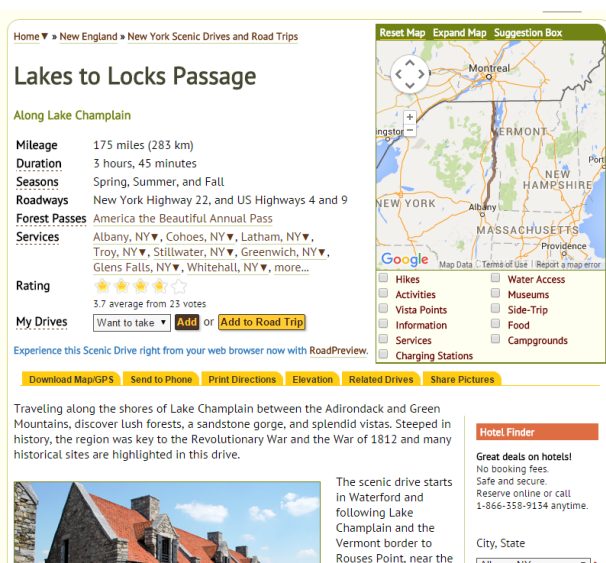 Home▼ » New England » New York Scenic Drives and Road Trips
Lakes to Locks Passage
Along Lake Champlain
Mileage 175 miles (283 km)
Duration 3 hours, 45 minutes
Seasons Spring, Summer, and Fall
Roadways New York Highway 22, and US Highways 4 and 9
Forest Passes America the Beautiful Annual Pass
Services Albany, NY▼, Cohoes, NY▼, Latham, NY▼,
Troy, NY▼, Stillwater, NY▼, Greenwich, NY▼,
Glens Falls, NY▼, Whitehall, NY▼, more...
Rating
3.7 average from 23 votes
My Drives Want to take ▼ Add or Add to Road Trip
Experience this Scenic Drive right from your web browser now with RoadPreview.
Reset Map Expand Map Suggestion Box
Montreal
+
−
ingston
VERMONT
Port
NEW
HAMPSHIRE
NEW YORK
Albany
MASSACHUSETTS
Providence
Google Map Data Terms of Use Report a map error
Hikes Water Access
Activities Museums
Vista Points Side-Trip
Information Food
Services Campgrounds
Charging Stations
Download Map/GPS Send to Phone Print Directions Elevation Related Drives Share Pictures
Traveling along the shores of Lake Champlain between the Adirondack and Green
Mountains, discover lush forests, a sandstone gorge, and splendid vistas. Steeped in
history, the region was key to the Revolutionary War and the War of 1812 and many
historical sites are highlighted in this drive.
The scenic drive starts
in Waterford and
following Lake
Champlain and the
Vermont border to
Rouses Point, near the
Hotel Finder
Great deals on hotels!
No booking fees.
Safe and secure.
Reserve online or call
1-866-358-9134 anytime.
City, State
Albany, NY